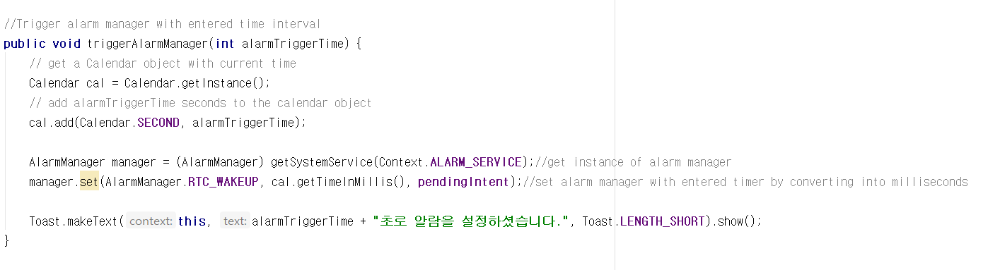 //Trigger alarm manager with entered time interval
public void triggerAlarmManager(int alarmTriggerTime) {
// get a Calendar object with current time
Calendar cal = Calendar.getInstance();
// add alarmTriggerTime seconds to the calendar object
cal.add(Calendar.SECOND, alarmTriggerTime);
AlarmManager manager = (AlarmManager) getSystemService(Context.ALARM_SERVICE);//get instance of alarm manager
manager.set(AlarmManager.RTC_WAKEUP, cal.getTimeInMillis(), pendingIntent);//set alarm manager with entered timer by converting into milliseconds
Toast.makeText( context: this, text: alarmTriggerTime + "초로 알람을 설정하셨습니다.", Toast.LENGTH_SHORT).show();
}